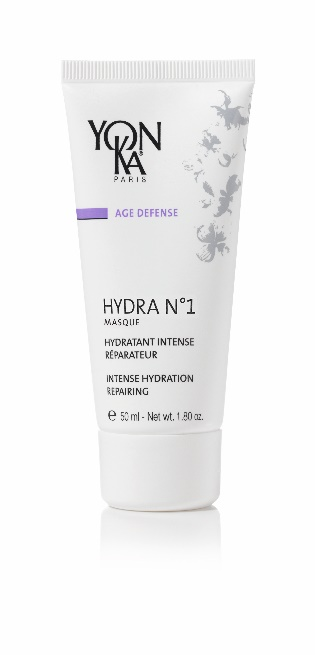 YON
KA®
PARIS
AGE DEFENSE
HYDRA N°1
MASQUE
HYDRATANT INTENSE
RÉPARATEUR
INTENSE HYDRATION
REPAIRING
℮ 50 ml - Net wt. 1.80 oz.